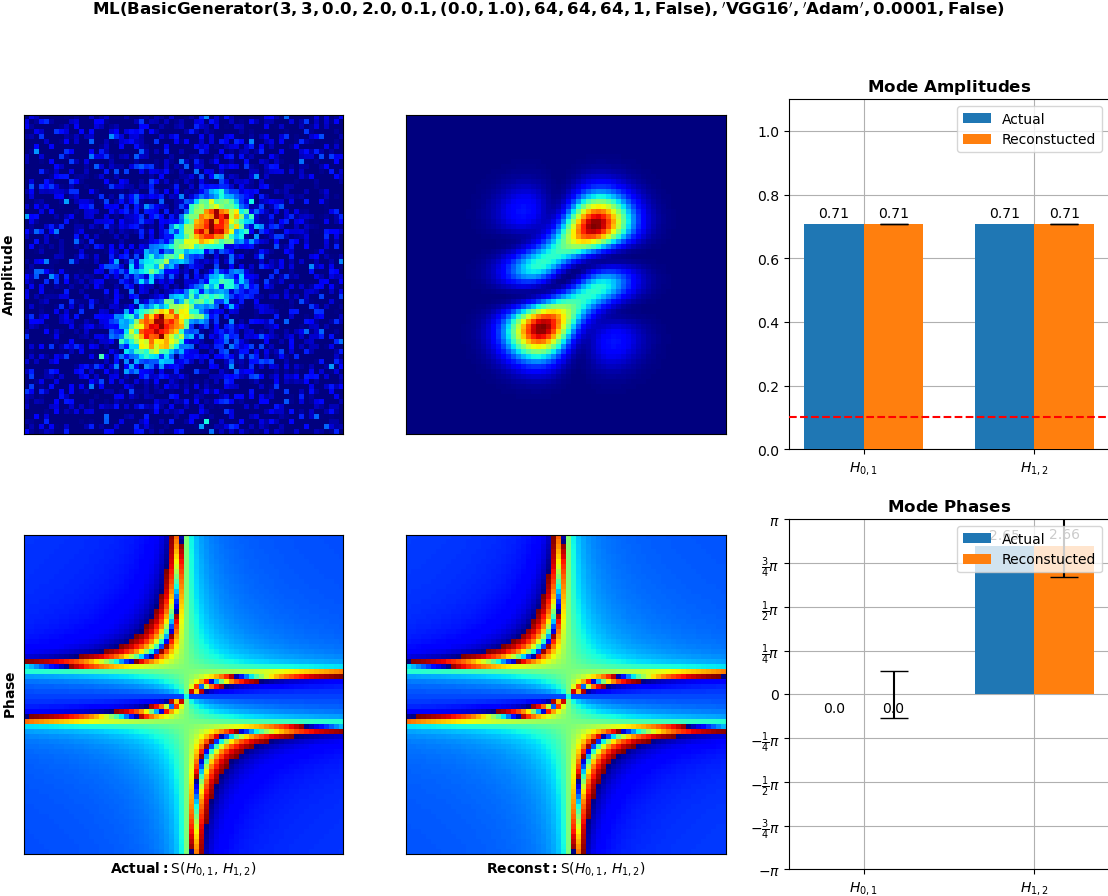 ML(BasicGenerator(3, 3, 0.0, 2.0, 0.1, (0.0, 1.0), 64, 64, 64, 1, False), ′VGG16′, ′Adam′, 0.0001, False)
Amplitude
Mode Amplitudes
Actual
Reconstucted
1.0
0.8
0.6
0.4
0.2
0.0
0.71
0.71
0.71
0.71
H0,1
H1,2
Phase
Actual: S(H0,1, H1,2)
Reconst: S(H0,1, H1,2)
Mode Phases
Actual
Reconstucted
π
3/4π
1/2π
1/4π
0
−1/4π
−1/2π
−3/4π
−π
0.0
0.0
2.65
2.66
H0,1
H1,2